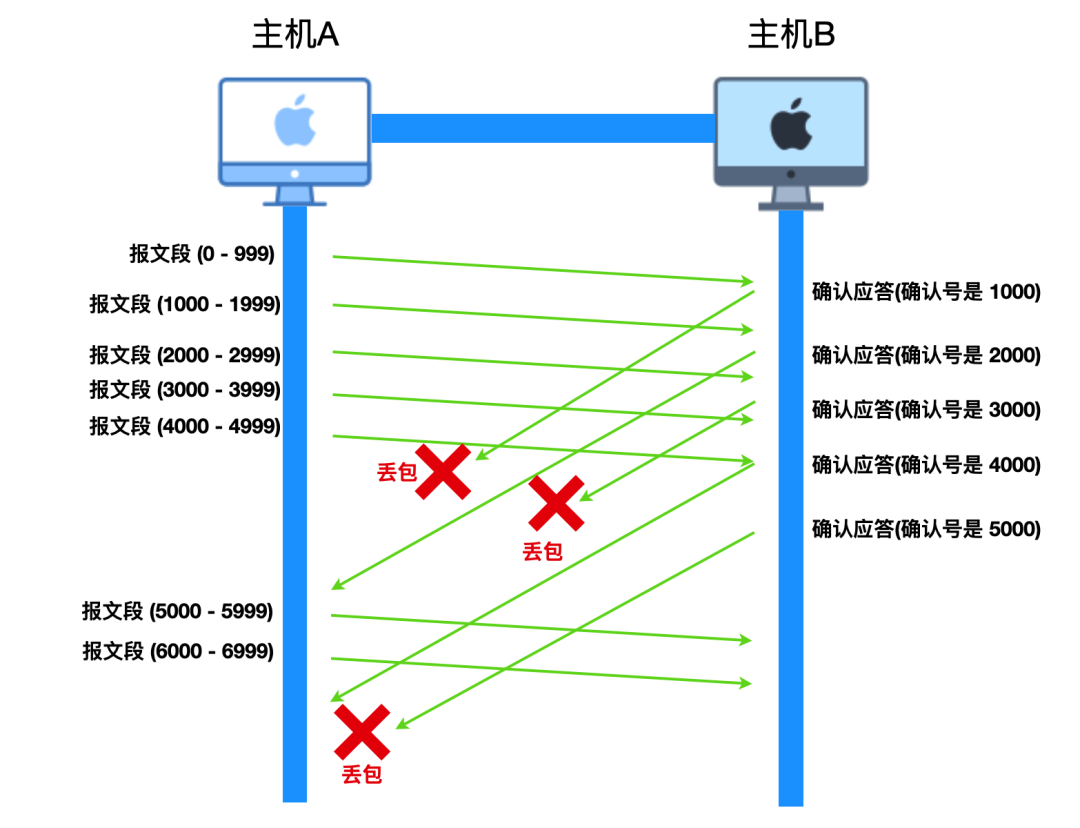 主机A
主机B
报文段 (0 - 999)
确认应答(确认号是 1000)
报文段 (1000 - 1999)
报文段 (2000 - 2999)
确认应答(确认号是 2000)
报文段 (3000 - 3999)
确认应答(确认号是 3000)
报文段 (4000 - 4999)
丢包
确认应答(确认号是 4000)
丢包
确认应答(确认号是 5000)
报文段 (5000 - 5999)
报文段 (6000 - 6999)
丢包